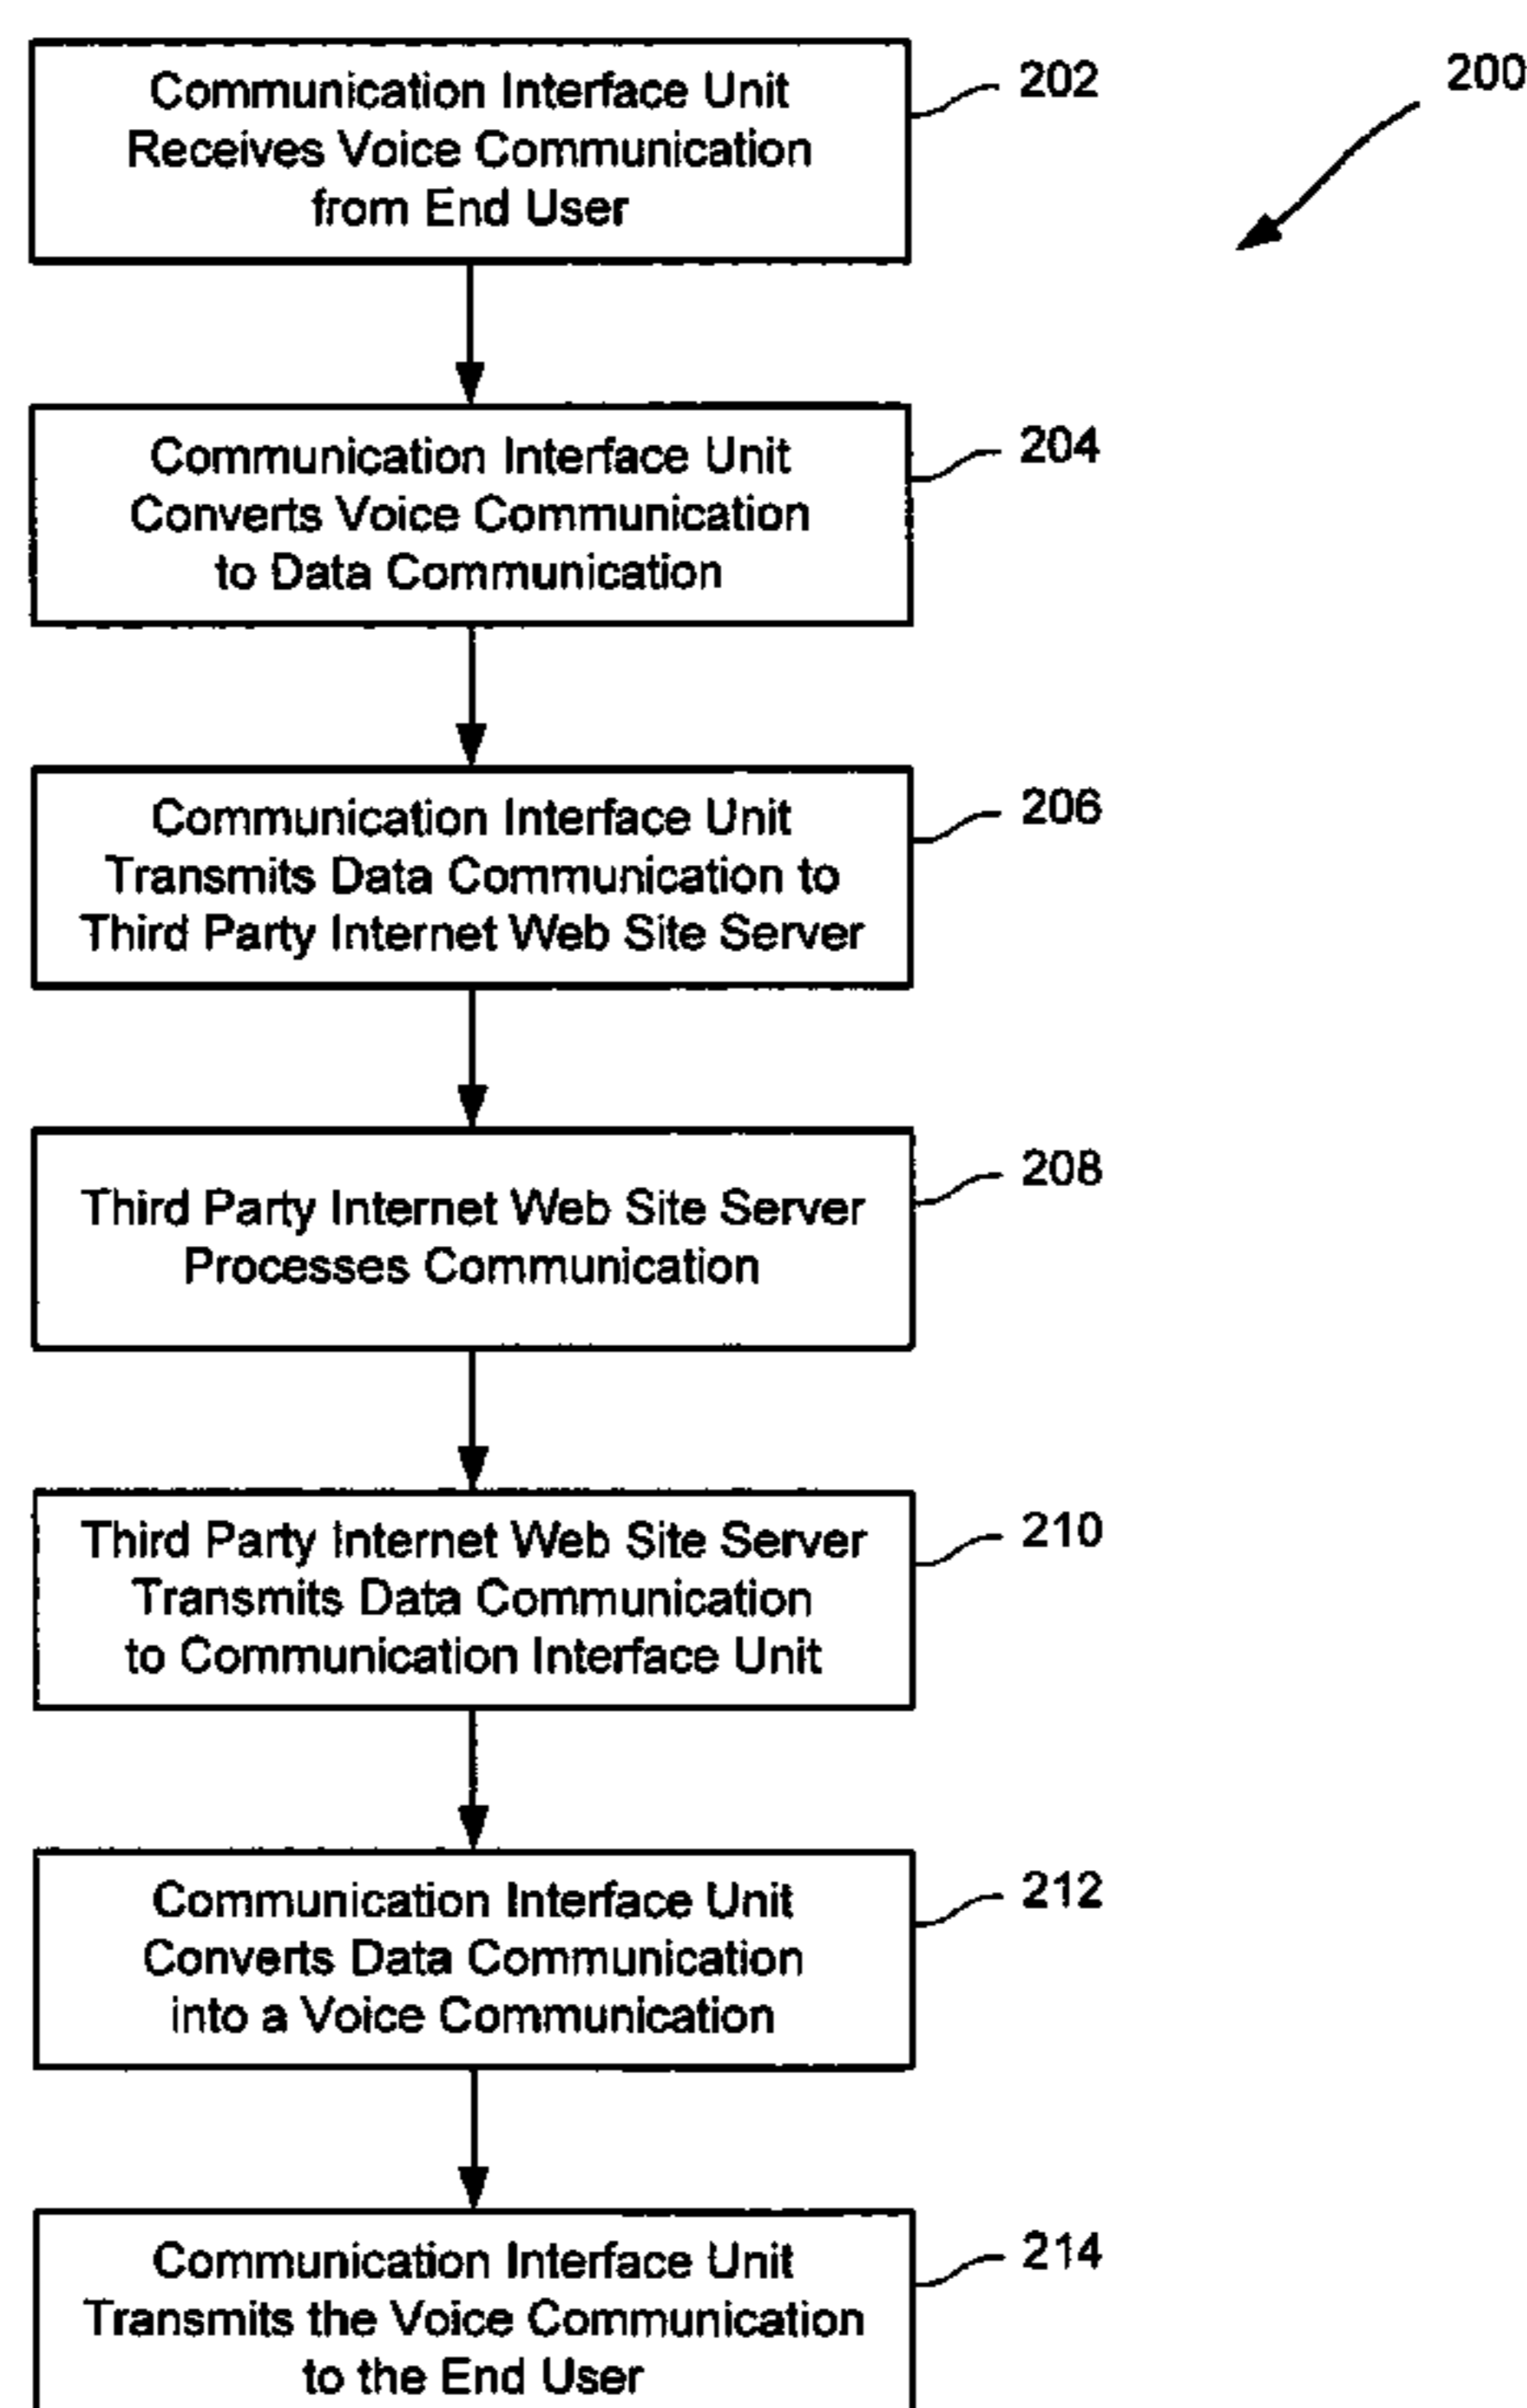 Communication Interface Unit
Receives Voice Communication
from End User
202
200
Communication Interface Unit
Converts Voice Communication
to Data Communication
204
Communication Interface Unit
Transmits Data Communication to
Third Party Internet Web Site Server
206
Third Party Internet Web Site Server
Processes Communication
208
Third Party Internet Web Site Server
Transmits Data Communication
to Communication Interface Unit
210
Communication Interface Unit
Converts Data Communication
into a Voice Communication
212
Communication Interface Unit
Transmits the Voice Communication
to the End User
214